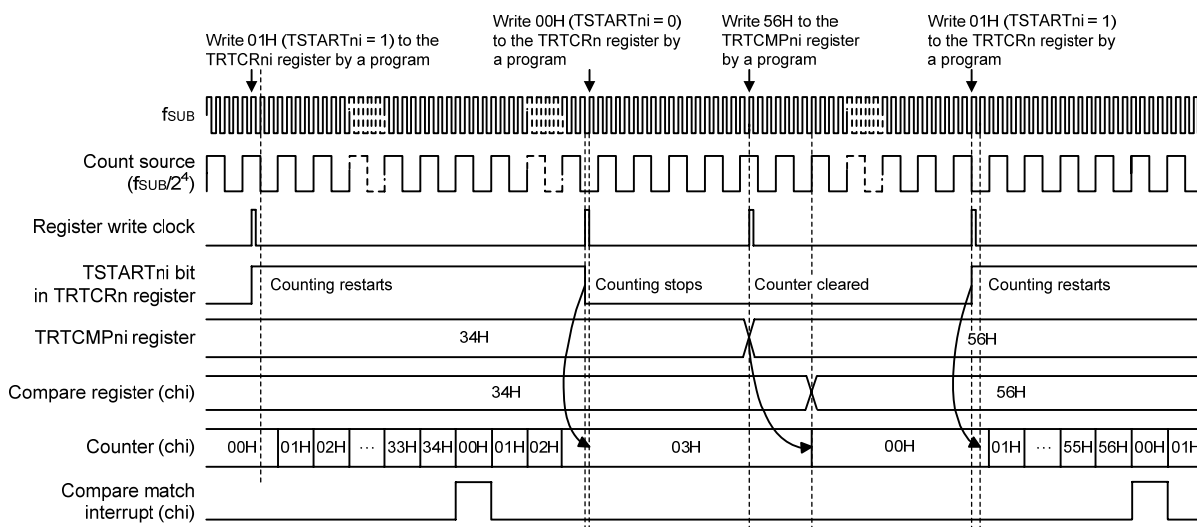 Write 01H (TSTARTni = 1) to the
TRTCRni register by a program
Write 00H (TSTARTni = 0)
to the TRTCRn register by
a program
Write 56H to the
TRTCMPni register
by a program
Write 01H (TSTARTni = 1)
to the TRTCRn register by
a program
fSUB
Count source
(fSUB/2⁴)
Register write clock
TSTARTni bit
in TRTCRn register
Counting restarts
Counting stops
Counter cleared
Counting restarts
TRTCMPni register
34H
56H
Compare register (chi)
34H
56H
Counter (chi)
00H 01H 02H ... 33H 34H 00H 01H 02H 03H 00H 01H ... 55H 56H 00H 01H
Compare match
interrupt (chi)